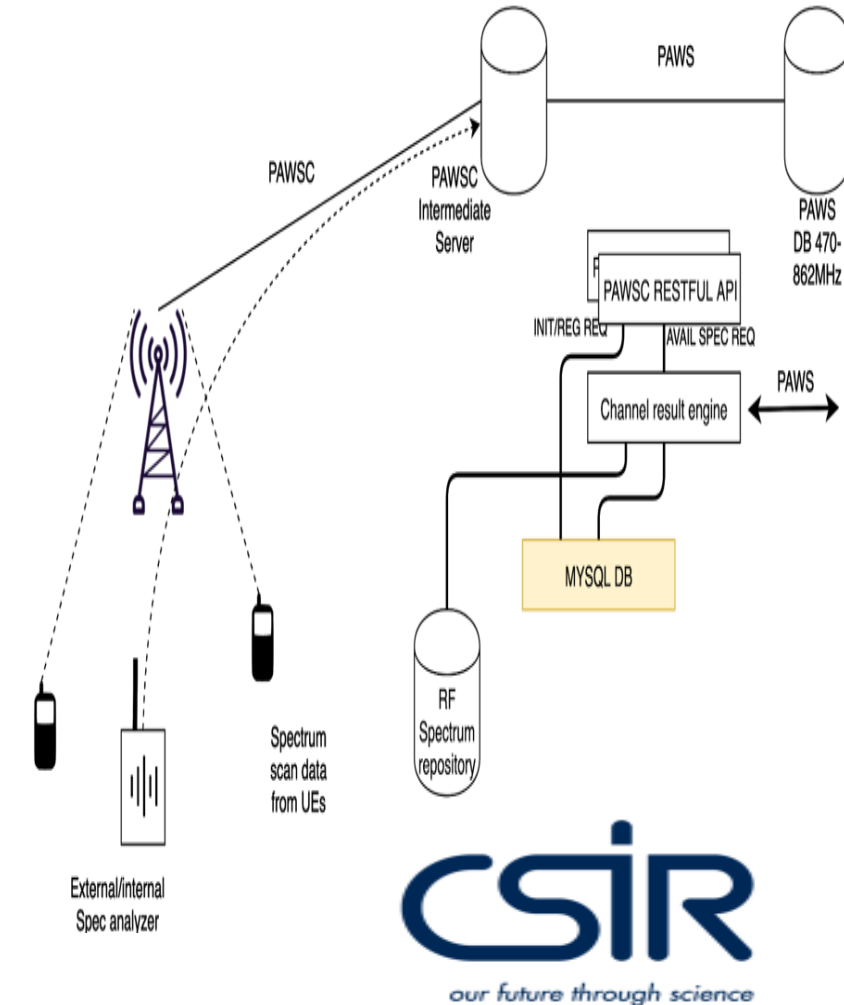 PAWS
PAWSC
PAWSC
Intermediate
Server
PAWS
DB 470-
862MHz
PAWSC RESTFUL API
INIT/REG REQ
AVAIL SPEC REQ
Channel result engine
PAWS
MYSQL DB
RF
Spectrum
repository
Spectrum
scan data
from UEs
External/internal
Spec analyzer
CSIR
our future through science